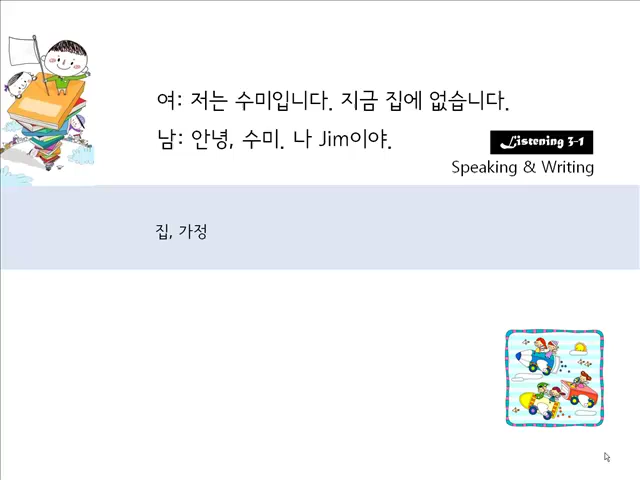 여: 저는 수미입니다. 지금 집에 없습니다.
남: 안녕, 수미. 나 Jim이야.
Listening 3-1
Speaking & Writing
집, 가정